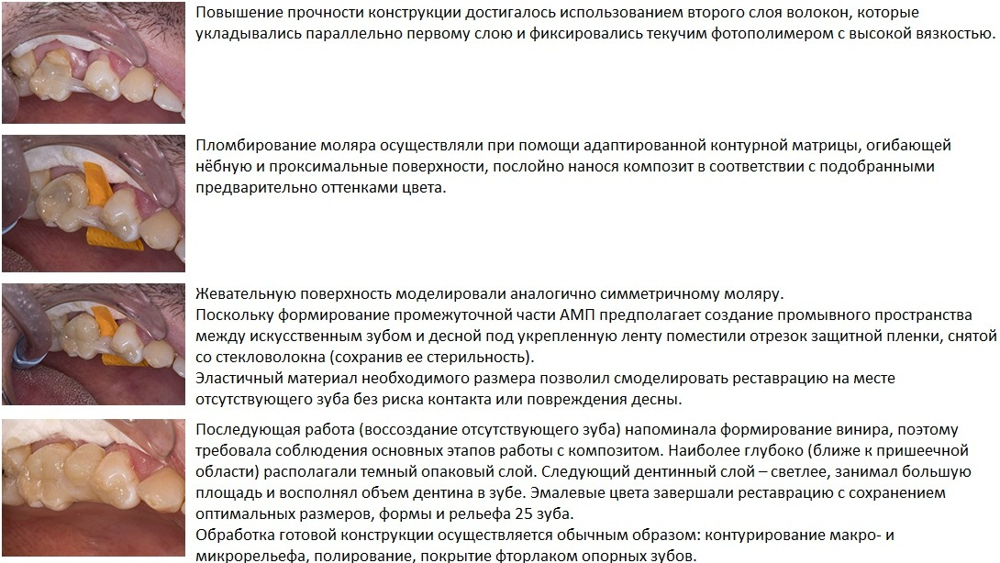 Повышение прочности конструкции достигалось использованием второго слоя волокон, которые
укладывались параллельно первому слою и фиксировались текучим фотополимером с высокой вязкостью.
Пломбирование моляра осуществляли при помощи адаптированной контурной матрицы, огибающей
нёбную и проксимальные поверхности, послойно нанося композит в соответствии с подобранными
предварительно оттенками цвета.
Жевательную поверхность моделировали аналогично симметричному моляру.
Поскольку формирование промежуточной части АМП предполагает создание промывного пространства
между искусственным зубом и десной под укрепленную ленту поместили отрезок защитной пленки, снятой
со стекловолокна (сохранив ее стерильность).
Эластичный материал необходимого размера позволил смоделировать реставрацию на месте
отсутствующего зуба без риска контакта или повреждения десны.
Последующая работа (воссоздание отсутствующего зуба) напоминала формирование винира, поэтому
требовала соблюдения основных этапов работы с композитом. Наиболее глубоко (ближе к пришеечной
области) располагали темный опаковый слой. Следующий дентинный слой – светлее, занимал большую
площадь и восполнял объем дентина в зубе. Эмалевые цвета завершали реставрацию с сохранением
оптимальных размеров, формы и рельефа 25 зуба.
Обработка готовой конструкции осуществляется обычным образом: контурирование макро- и
микрорельефа, полирование, покрытие фторлаком опорных зубов.